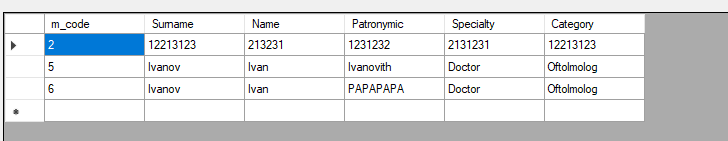 m_code Surname Name Patronymic Specialty Category
2 12213123 213231 1231232 2131231 12213123
5 Ivanov Ivan Ivanovith Doctor Oftolmolog
6 Ivanov Ivan PAPAPAPA Doctor Oftolmolog